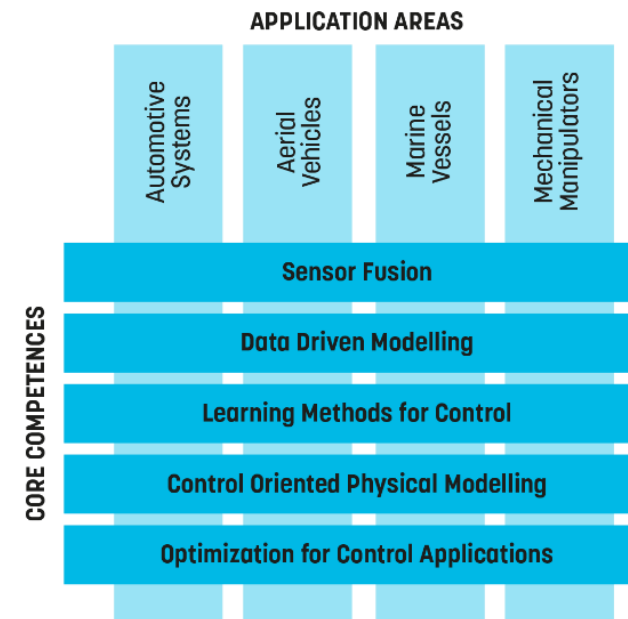 APPLICATION AREAS
Automotive
Systems
Aerial
Vehicles
Marine
Vessels
Mechanical
Manipulators
CORE COMPETENCES
Sensor Fusion
Data Driven Modelling
Learning Methods for Control
Control Oriented Physical Modelling
Optimization for Control Applications